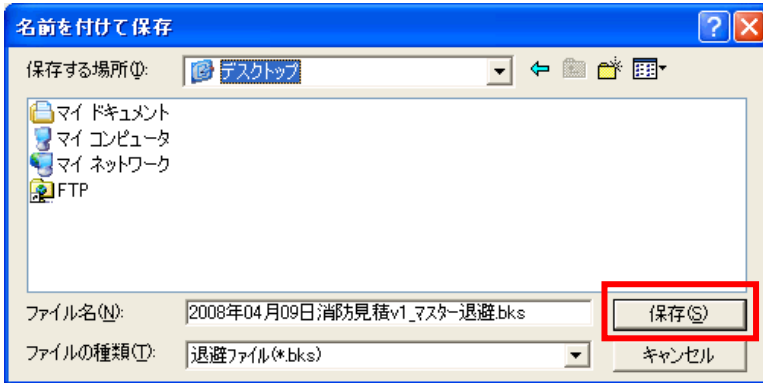 名前を付けて保存
保存する場所(I):
デスクトップ
マイ ドキュメント
マイ コンピュータ
マイ ネットワーク
FTP
ファイル名(N):
2008年04月09日消防見積v1_マスター退避.bks
保存(S)
ファイルの種類(T):
退避ファイル(*.bks)
キャンセル